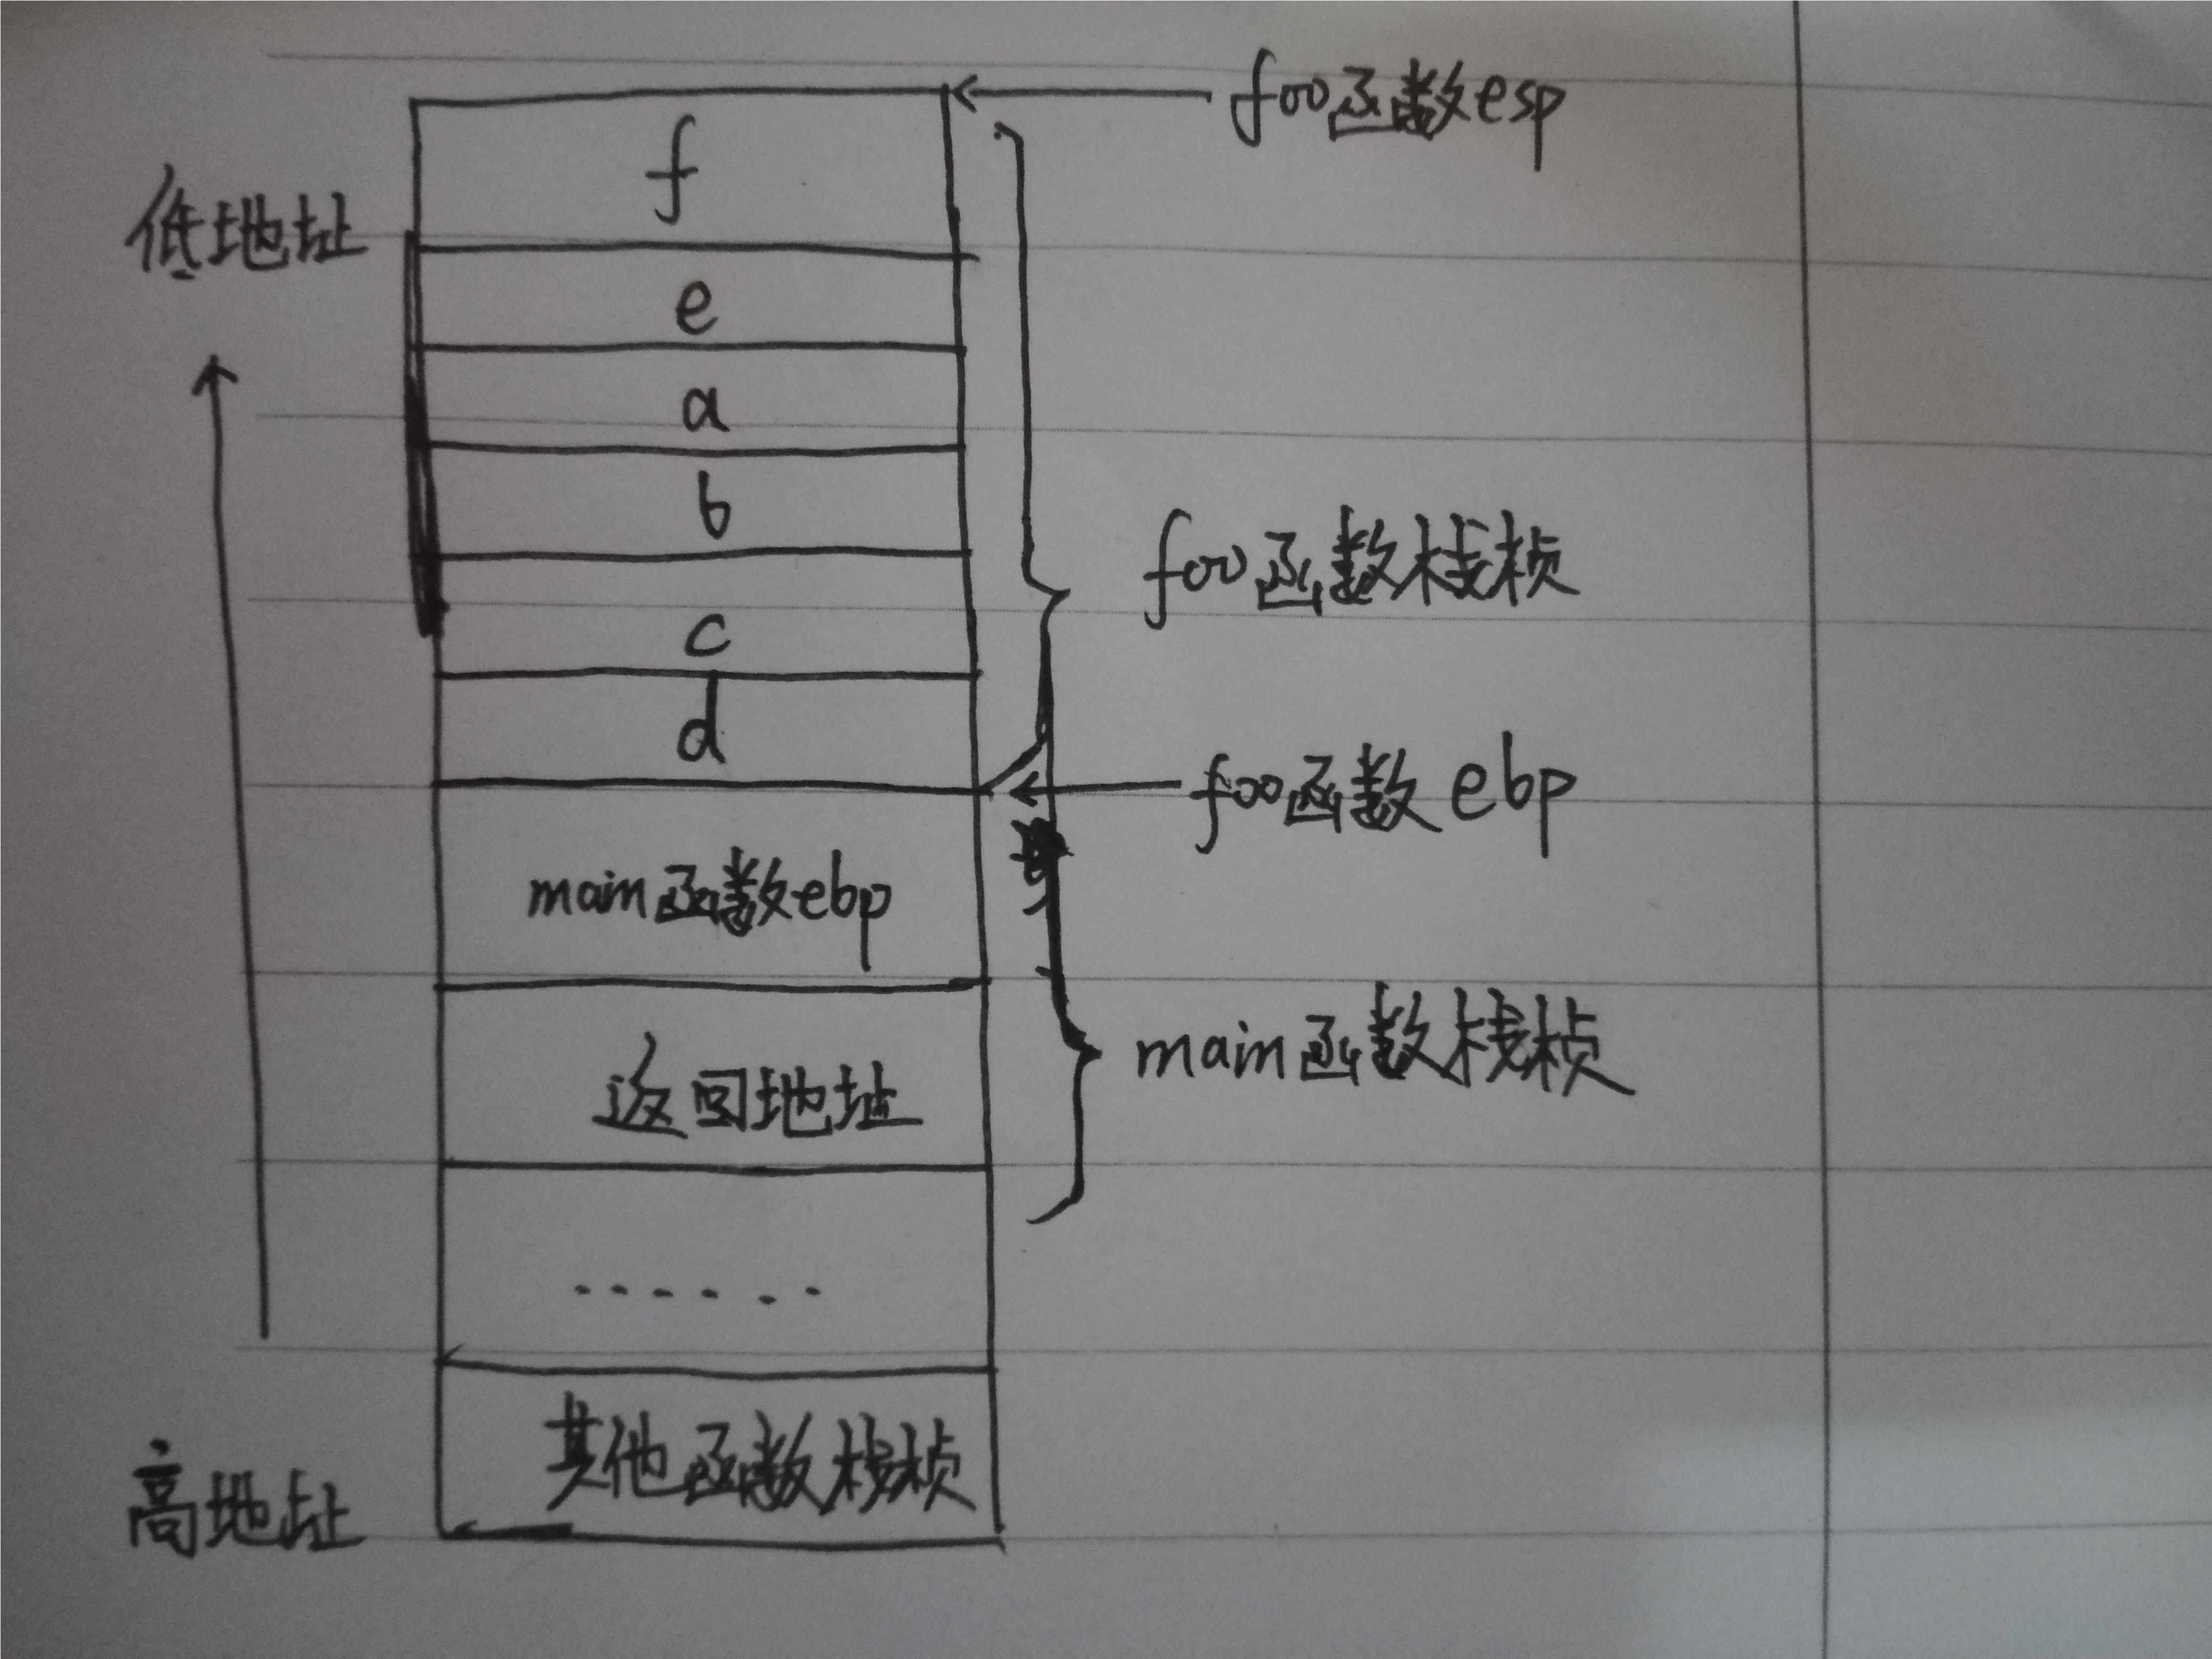 foo函数esp
f
低地址
e
a
b
foo函数栈桢
c
d
foo函数 ebp
main函数ebp
main函数栈桢
返回地址
......
其他函数栈桢
高地址